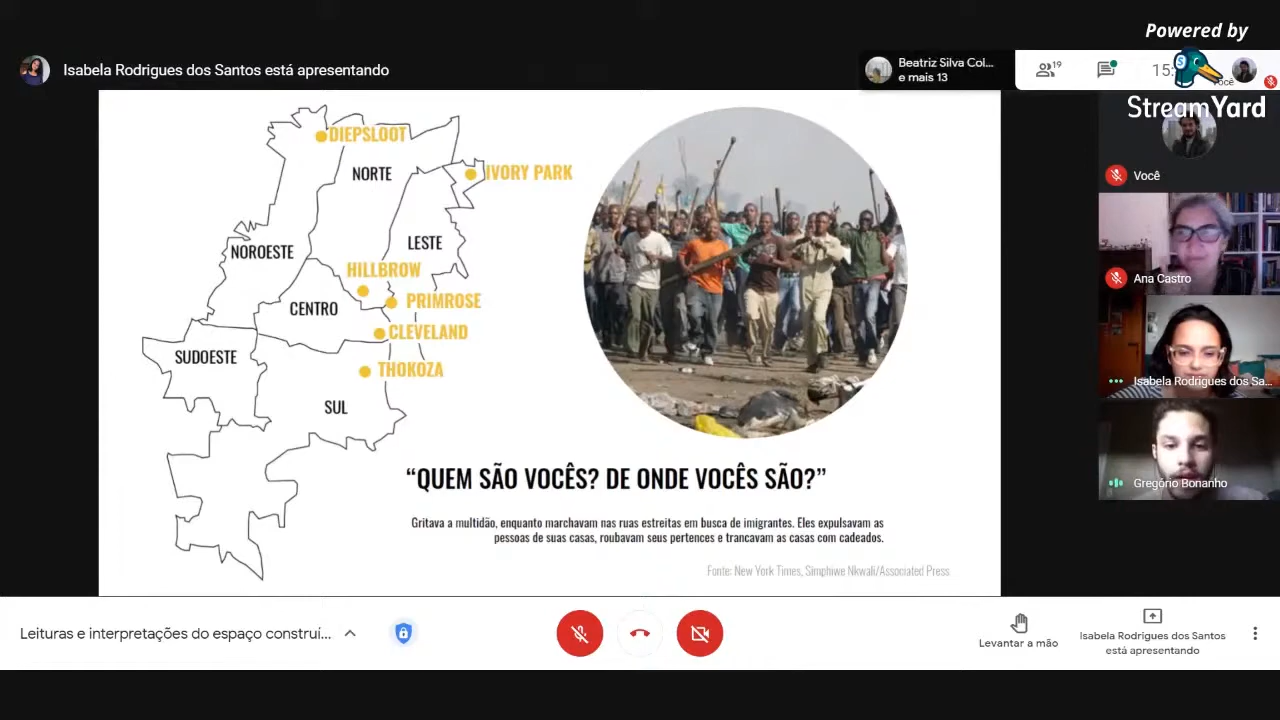 Powered by
StreamYard
Isabela Rodrigues dos Santos está apresentando
Beatriz Silva Col...
e mais 13
19
15:
você
DIEPSLOOT
NORTE
IVORY PARK
LESTE
NOROESTE
HILLBROW
PRIMROSE
CENTRO
CLEVELAND
SUDOESTE
THOKOZA
SUL
“QUEM SÃO VOCÊS? DE ONDE VOCÊS SÃO?”
Gritava a multidão, enquanto marchavam nas ruas estreitas em busca de imigrantes. Eles expulsavam as
pessoas de suas casas, roubavam seus pertences e trancavam as casas com cadeados.
Fonte: New York Times, Simphiwe Nkwali/Associated Press
Você
Ana Castro
Isabela Rodrigues dos Sa...
Gregório Bonanho
Leituras e interpretações do espaço construí...
Levantar a mão
Isabela Rodrigues dos Santos
está apresentando